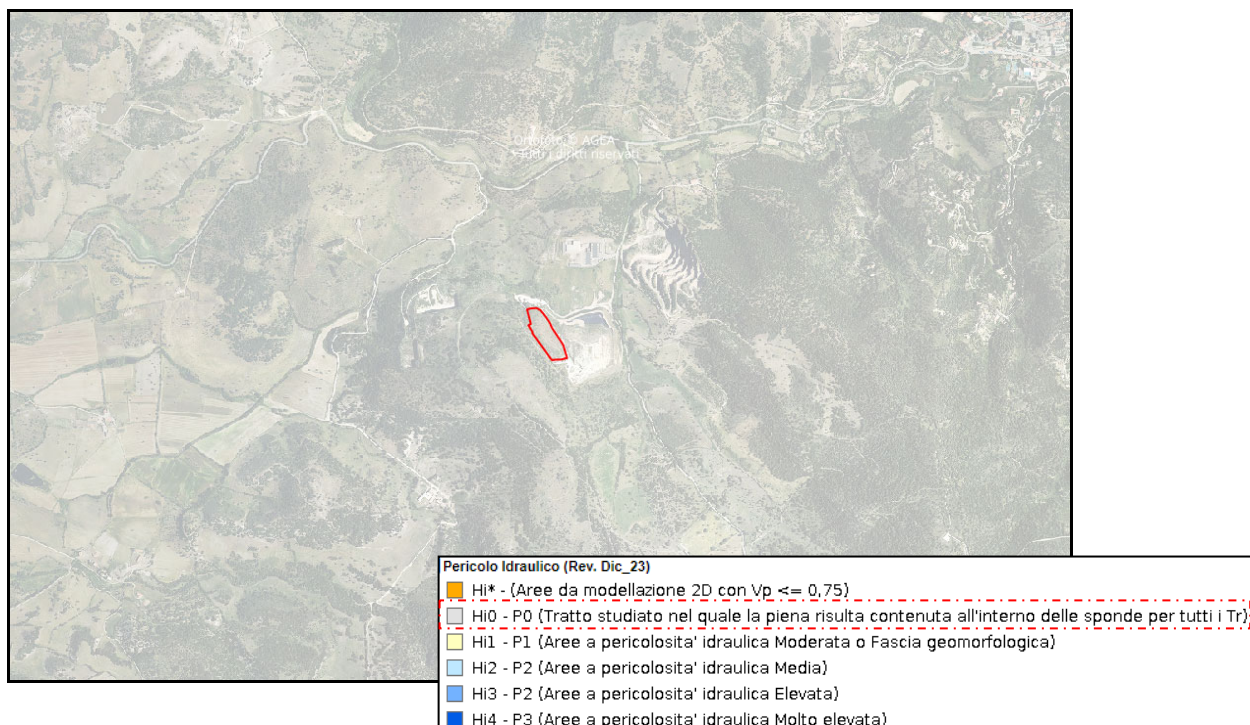 Ortofoto © AGEA
Tutti i diritti riservati
Pericolo Idraulico (Rev. Dic_23)
Hi* - (Aree da modellazione 2D con Vp <= 0,75)
Hi0 - P0 (Tratto studiato nel quale la piena risulta contenuta all'interno delle sponde per tutti i Tr)
Hi1 - P1 (Aree a pericolosita' idraulica Moderata o Fascia geomorfologica)
Hi2 - P2 (Aree a pericolosita' idraulica Media)
Hi3 - P2 (Aree a pericolosita' idraulica Elevata)
Hi4 - P3 (Aree a pericolosita' idraulica Molto elevata)